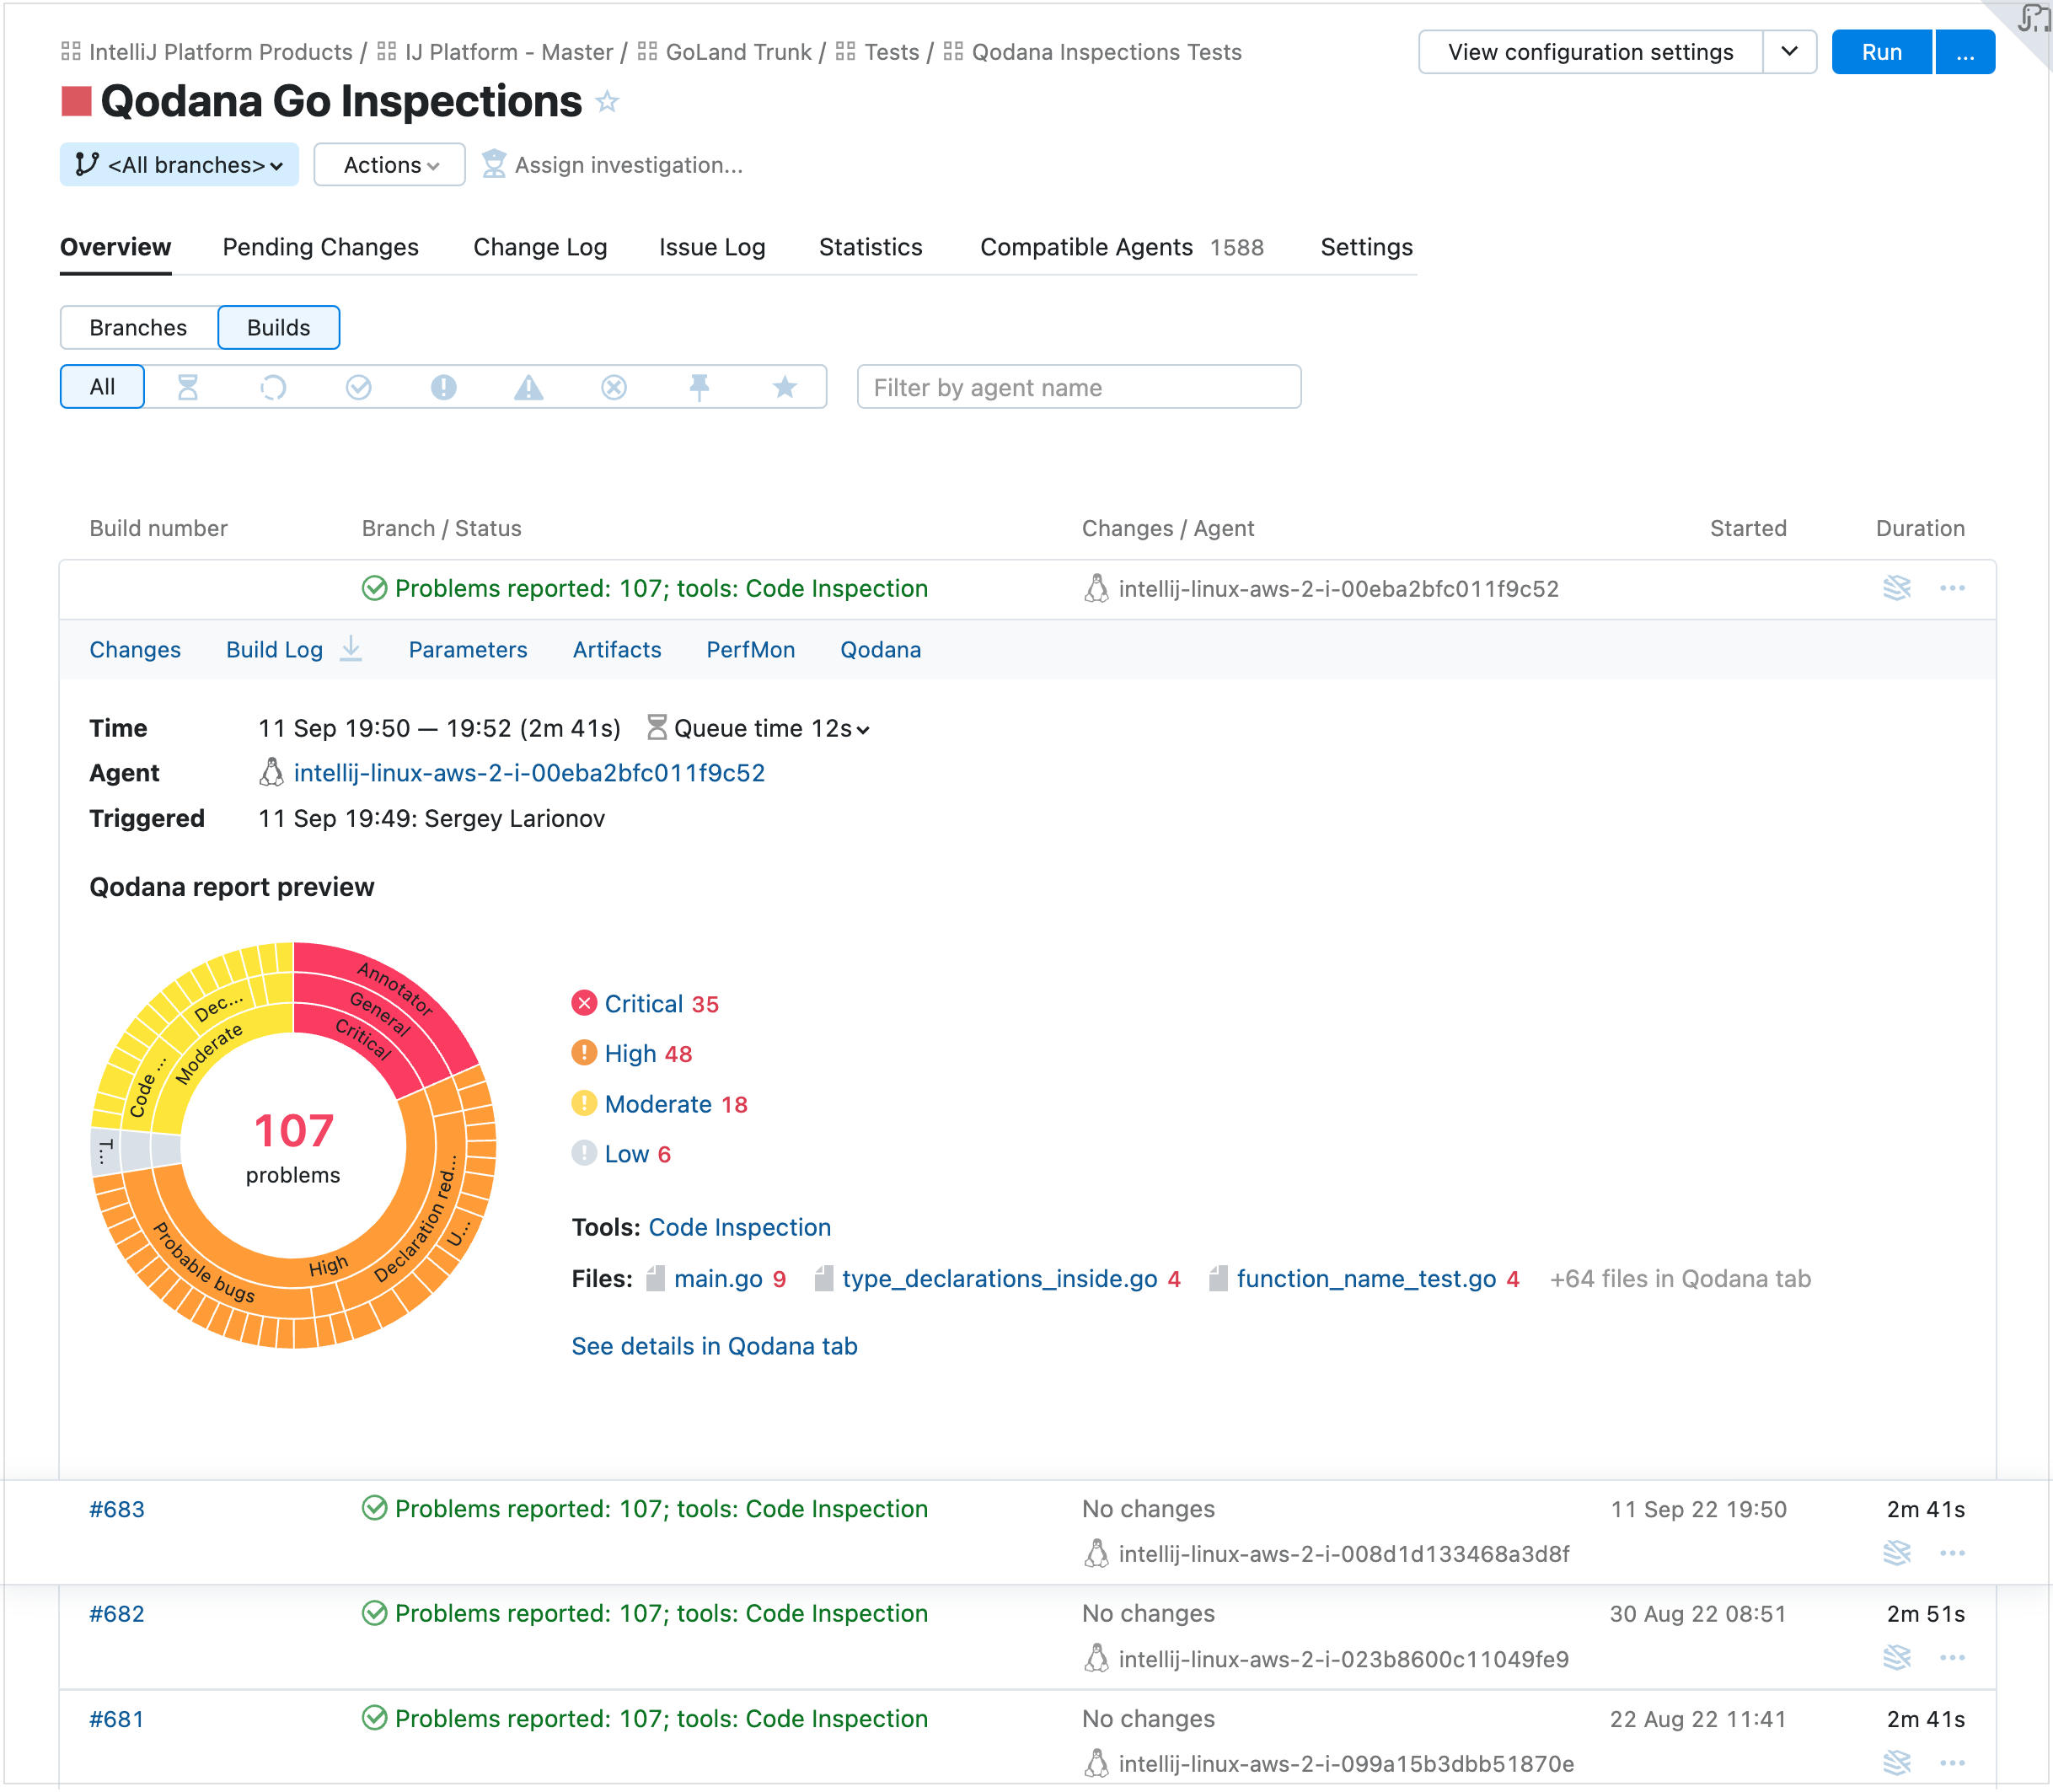 IntelliJ Platform Products / IJ Platform - Master / GoLand Trunk / Tests / Qodana Inspections Tests
View configuration settings
Run
...
Qodana Go Inspections
<All branches>
Actions
Assign investigation...
Overview Pending Changes Change Log Issue Log Statistics Compatible Agents 1588 Settings
Branches Builds
All
Filter by agent name
Build number Branch / Status Changes / Agent Started Duration
Problems reported: 107; tools: Code Inspection intellij-linux-aws-2-i-00eba2bfc011f9c52
Changes Build Log Parameters Artifacts PerfMon Qodana
Time 11 Sep 19:50 — 19:52 (2m 41s) Queue time 12s
Agent intellij-linux-aws-2-i-00eba2bfc011f9c52
Triggered 11 Sep 19:49: Sergey Larionov
Qodana report preview
Annotator
General
Critical
Dec...
Moderate
Code ...
T...
107
problems
Declaration red...
U...
High
Probable bugs
Critical 35
High 48
Moderate 18
Low 6
Tools: Code Inspection
Files: main.go 9 type_declarations_inside.go 4 function_name_test.go 4 +64 files in Qodana tab
See details in Qodana tab
#683 Problems reported: 107; tools: Code Inspection No changes 11 Sep 22 19:50 2m 41s
intellij-linux-aws-2-i-008d1d133468a3d8f
#682 Problems reported: 107; tools: Code Inspection No changes 30 Aug 22 08:51 2m 51s
intellij-linux-aws-2-i-023b8600c11049fe9
#681 Problems reported: 107; tools: Code Inspection No changes 22 Aug 22 11:41 2m 41s
intellij-linux-aws-2-i-099a15b3dbb51870e